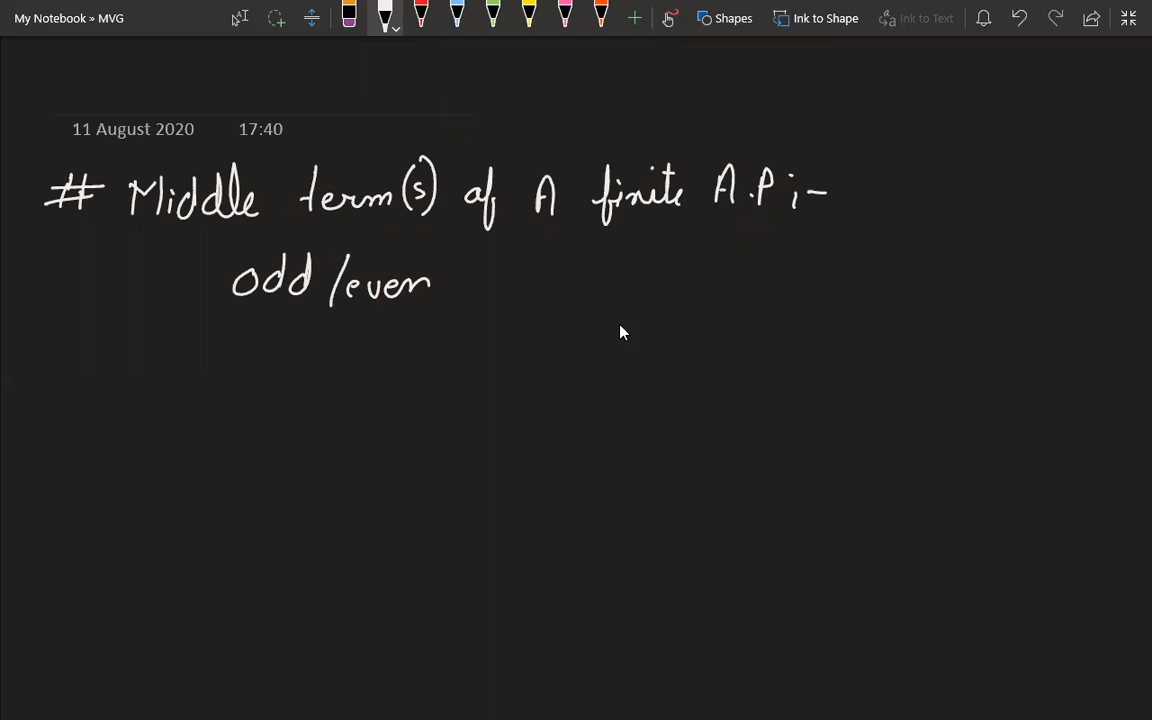 My Notebook » MVG
Shapes
Ink to Shape
Ink to Text
11 August 2020 17:40
# Middle term(s) of A finite A.P :-
odd/even